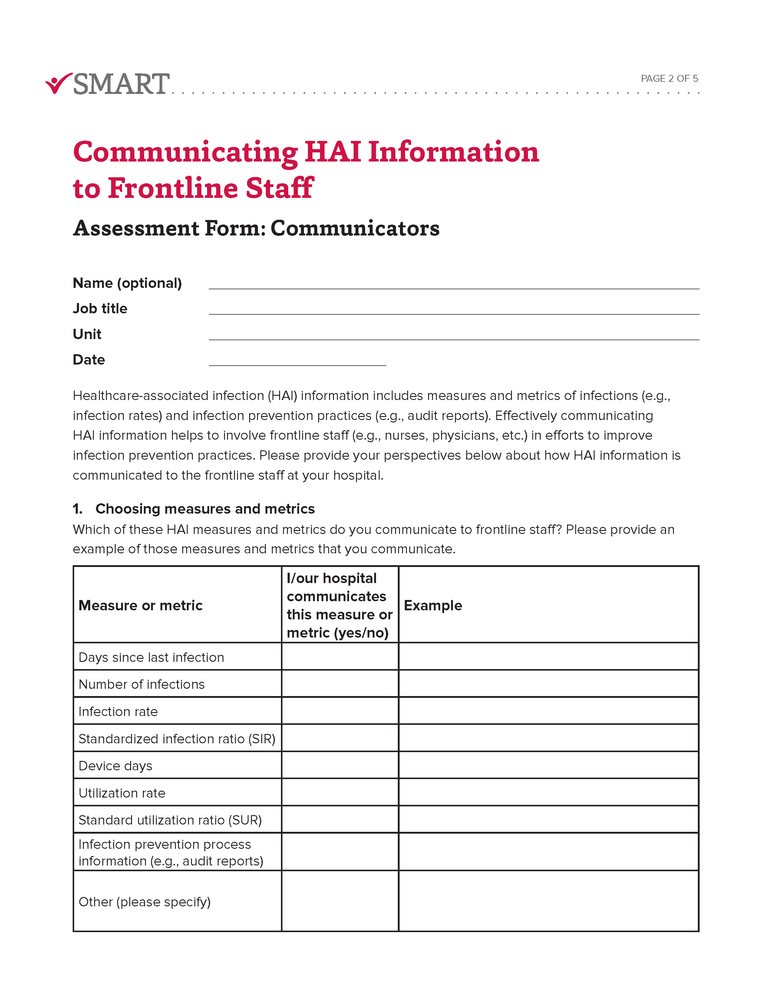 SMART
PAGE 2 OF 5
Communicating HAI Information
to Frontline Staff
Assessment Form: Communicators
Name (optional)
Job title
Unit
Date
Healthcare-associated infection (HAI) information includes measures and metrics of infections (e.g.,
infection rates) and infection prevention practices (e.g., audit reports). Effectively communicating
HAI information helps to involve frontline staff (e.g., nurses, physicians, etc.) in efforts to improve
infection prevention practices. Please provide your perspectives below about how HAI information is
communicated to the frontline staff at your hospital.
1. Choosing measures and metrics
Which of these HAI measures and metrics do you communicate to frontline staff? Please provide an
example of those measures and metrics that you communicate.
Measure or metric
I/our hospital
communicates
this measure or
metric (yes/no)
Example
Days since last infection
Number of infections
Infection rate
Standardized infection ratio (SIR)
Device days
Utilization rate
Standard utilization ratio (SUR)
Infection prevention process
information (e.g., audit reports)
Other (please specify)